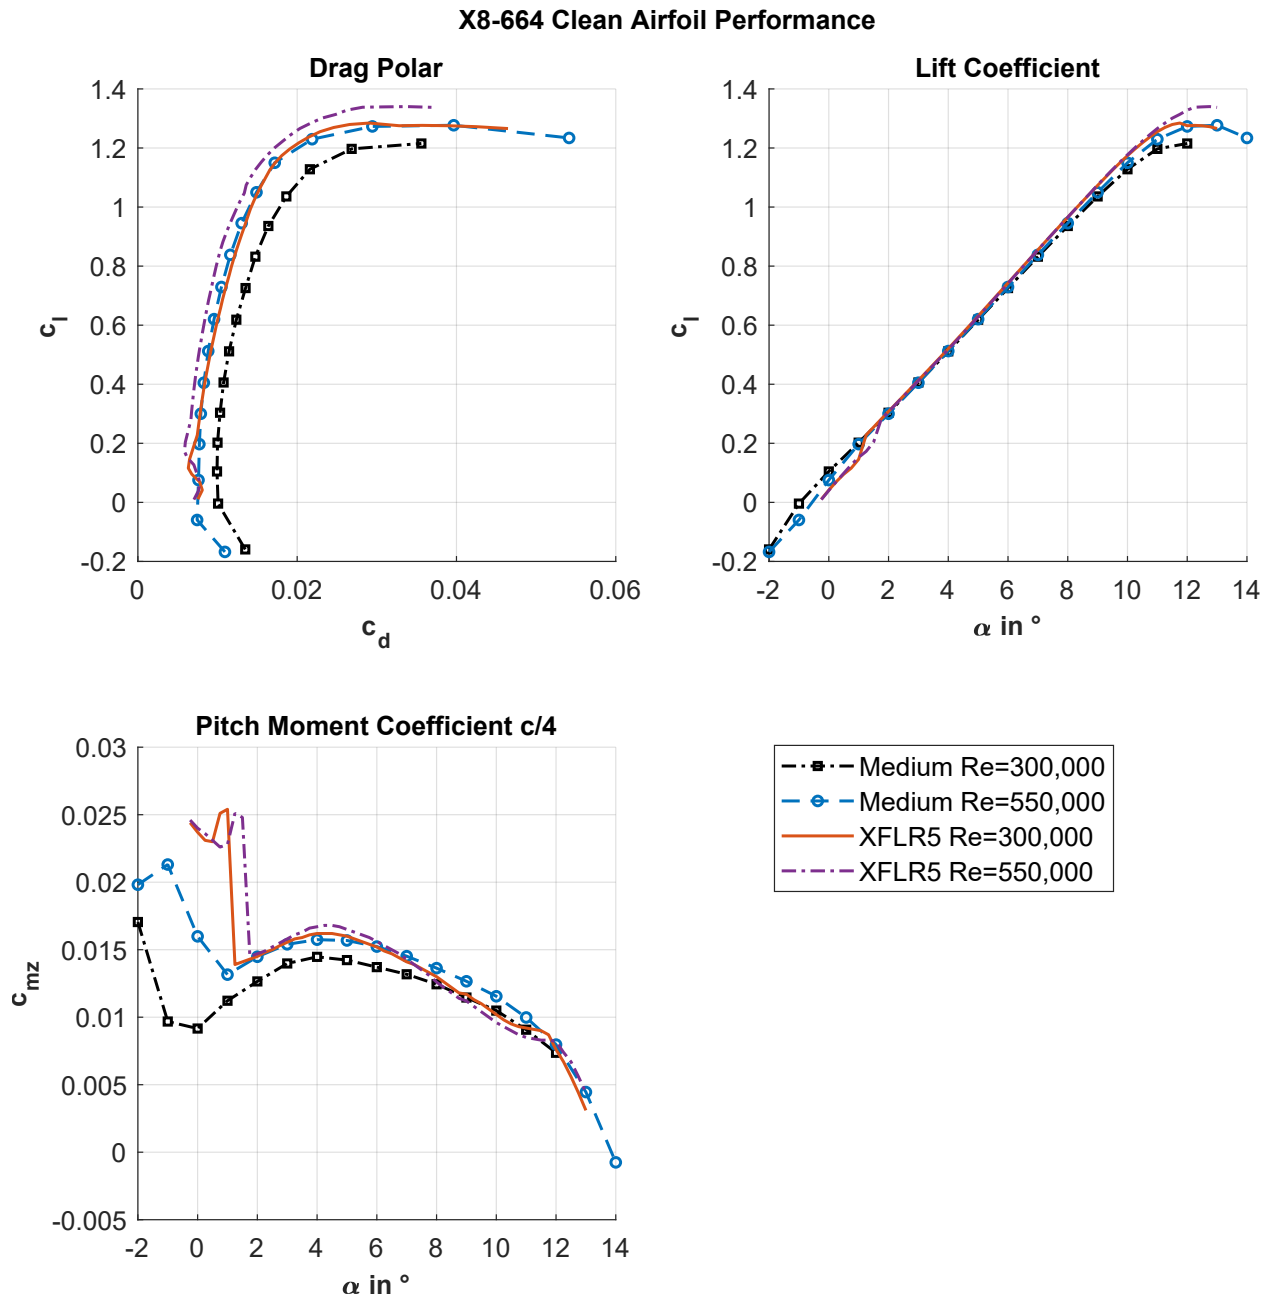 X8-664 Clean Airfoil Performance
Drag Polar
1.4
1.2
1
0.8
0.6
0.4
0.2
0
-0.2
0 0.02 0.04 0.06
c_l
c_d
Lift Coefficient
1.4
1.2
1
0.8
0.6
0.4
0.2
0
-0.2
-2 0 2 4 6 8 10 12 14
c_l
α in °
Pitch Moment Coefficient c/4
0.03
0.025
0.02
0.015
0.01
0.005
0
-0.005
-2 0 2 4 6 8 10 12 14
c_mz
α in °
Medium Re=300,000
Medium Re=550,000
XFLR5 Re=300,000
XFLR5 Re=550,000